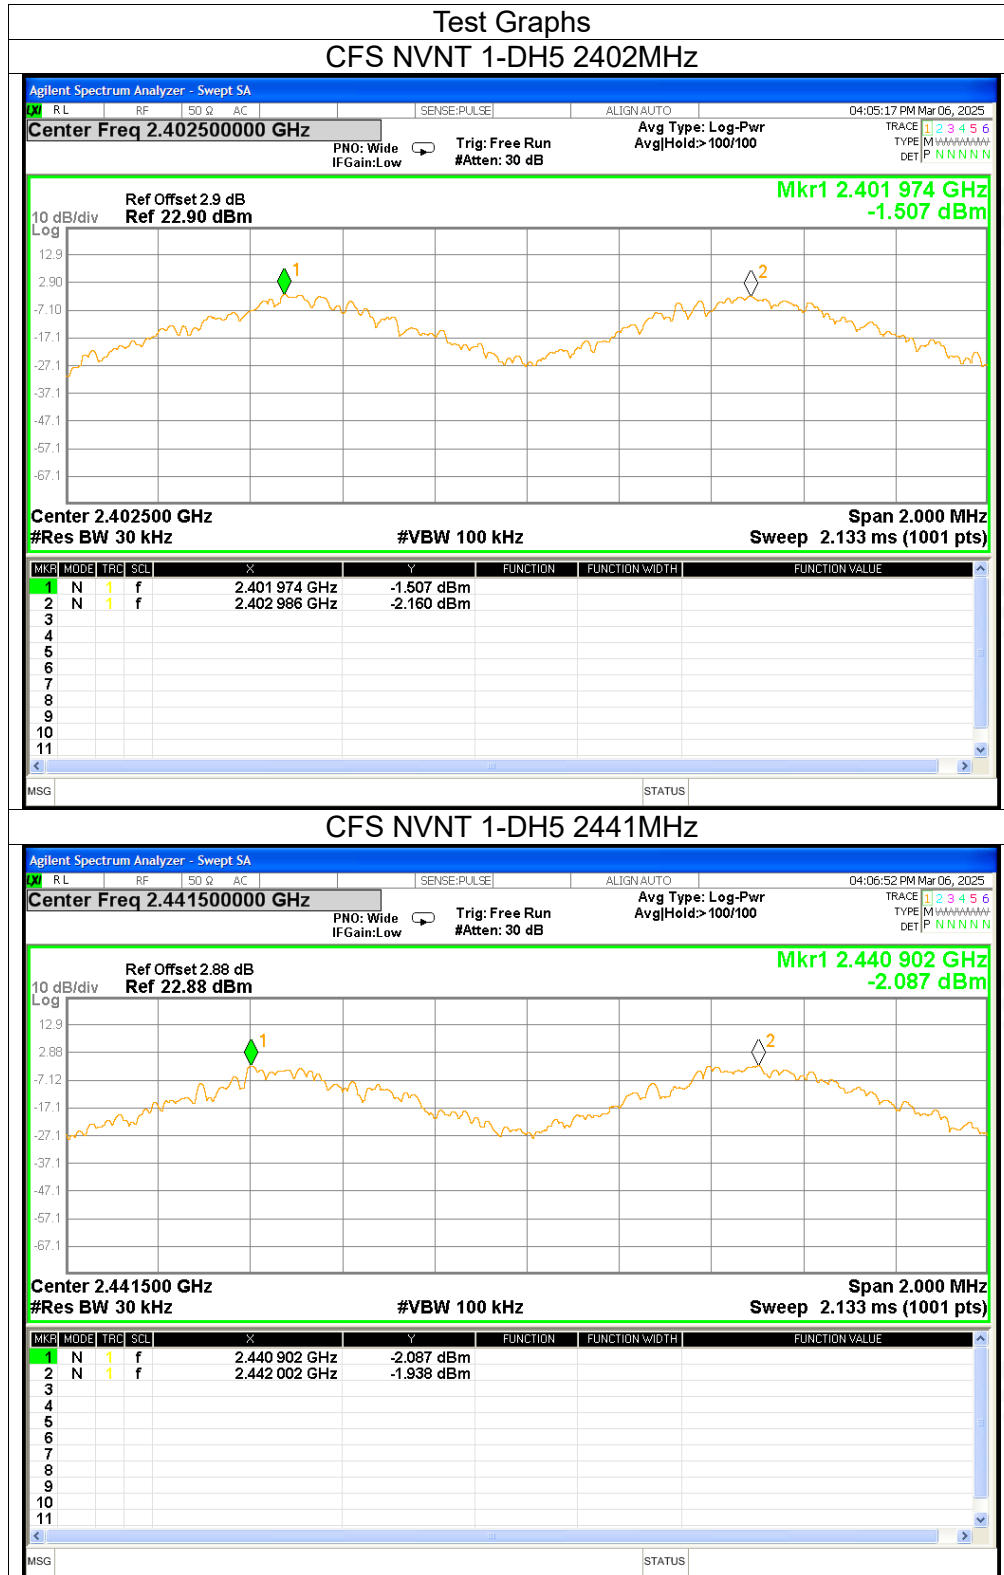 Test Graphs
CFS NVNT 1-DH5 2402MHz
Agilent Spectrum Analyzer - Swept SA
LXI RL RF 50 Ω AC SENSE:PULSE ALIGN AUTO 04:05:17 PM Mar 06, 2025
Center Freq 2.402500000 GHz Avg Type: Log-Pwr TRACE 1 2 3 4 5 6
PNO: Wide Trig: Free Run Avg|Hold:>100/100 TYPE M
IFGain:Low #Atten: 30 dB DET P N N N N N
Mkr1 2.401 974 GHz
-1.507 dBm
Ref Offset 2.9 dB
10 dB/div Ref 22.90 dBm
Log
12.9
2.90
-7.10
-17.1
-27.1
-37.1
-47.1
-57.1
-67.1
1
2
Center 2.402500 GHz Span 2.000 MHz
#Res BW 30 kHz #VBW 100 kHz Sweep 2.133 ms (1001 pts)
MKR MODE TRC SCL X Y FUNCTION FUNCTION WIDTH FUNCTION VALUE
1 N 1 f 2.401 974 GHz -1.507 dBm
2 N 1 f 2.402 986 GHz -2.160 dBm
3
4
5
6
7
8
9
10
11
MSG STATUS
CFS NVNT 1-DH5 2441MHz
Agilent Spectrum Analyzer - Swept SA
LXI RL RF 50 Ω AC SENSE:PULSE ALIGN AUTO 04:06:52 PM Mar 06, 2025
Center Freq 2.441500000 GHz Avg Type: Log-Pwr TRACE 1 2 3 4 5 6
PNO: Wide Trig: Free Run Avg|Hold:>100/100 TYPE M
IFGain:Low #Atten: 30 dB DET P N N N N N
Mkr1 2.440 902 GHz
-2.087 dBm
Ref Offset 2.88 dB
10 dB/div Ref 22.88 dBm
Log
12.9
2.88
-7.12
-17.1
-27.1
-37.1
-47.1
-57.1
-67.1
1
2
Center 2.441500 GHz Span 2.000 MHz
#Res BW 30 kHz #VBW 100 kHz Sweep 2.133 ms (1001 pts)
MKR MODE TRC SCL X Y FUNCTION FUNCTION WIDTH FUNCTION VALUE
1 N 1 f 2.440 902 GHz -2.087 dBm
2 N 1 f 2.442 002 GHz -1.938 dBm
3
4
5
6
7
8
9
10
11
MSG STATUS